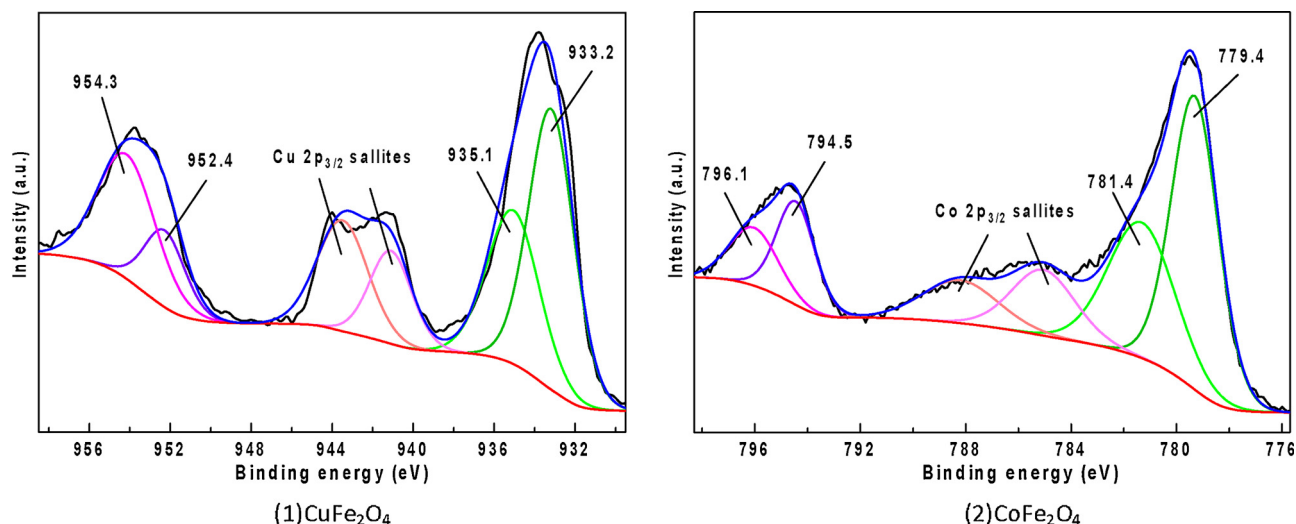 954.3
952.4
Cu 2p3/2 sallites
935.1
933.2
Intensity (a.u.)
956 952 948 944 940 936 932
Binding energy (eV)
(1)CuFe2O4
796.1
794.5
Co 2p3/2 sallites
781.4
779.4
Intensity (a.u.)
796 792 788 784 780 776
Binding energy (eV)
(2)CoFe2O4